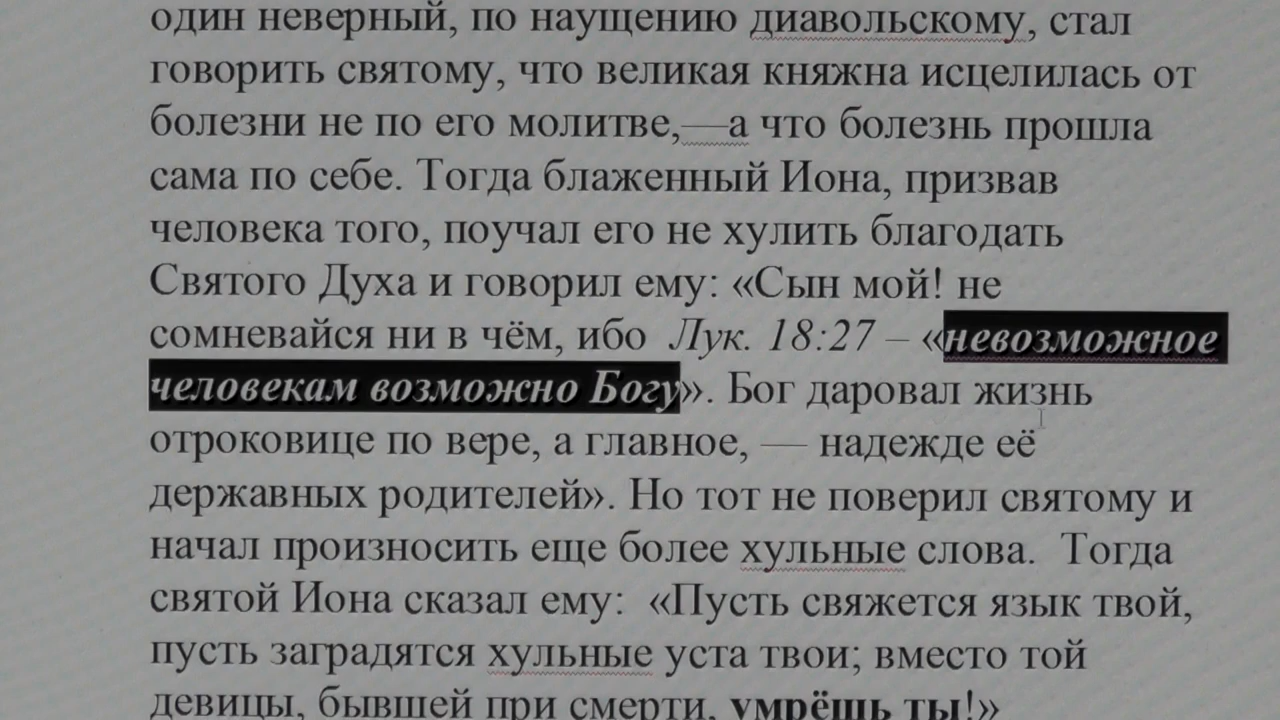 один неверный, по наущению диавольскому, стал
говорить святому, что великая княжна исцелилась от
болезни не по его молитве,—а что болезнь прошла
сама по себе. Тогда блаженный Иона, призвав
человека того, поучал его не хулить благодать
Святого Духа и говорил ему: «Сын мой! не
сомневайся ни в чём, ибо  Лук. 18:27 – «невозможное
человекам возможно Богу». Бог даровал жизнь
отроковице по вере, а главное, — надежде её
державных родителей». Но тот не поверил святому и
начал произносить еще более хульные слова.  Тогда
святой Иона сказал ему:  «Пусть свяжется язык твой,
пусть заградятся хульные уста твои; вместо той
девицы, бывшей при смерти, умрёшь ты!»